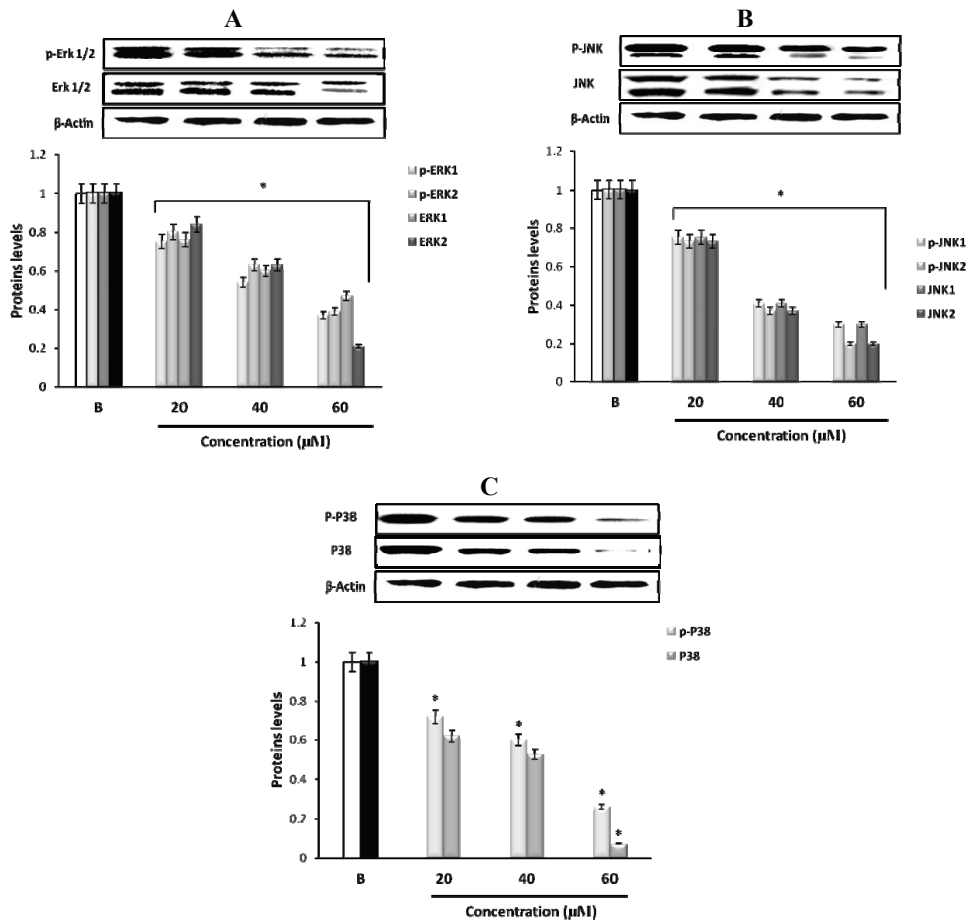 A
p-Erk 1/2
Erk 1/2
β-Actin
1.2
1
0.8
0.6
0.4
0.2
0
Proteins levels
*
p-ERK1
p-ERK2
ERK1
ERK2
B 20 40 60
Concentration (µM)
B
P-JNK
JNK
β-Actin
1.2
1
0.8
0.6
0.4
0.2
0
Proteins levels
*
p-JNK1
p-JNK2
JNK1
JNK2
B 20 40 60
Concentration (µM)
C
P-P38
P38
β-Actin
1.2
1
0.8
0.6
0.4
0.2
0
Proteins levels
* * * *
p-P38
P38
B 20 40 60
Concentration (µM)